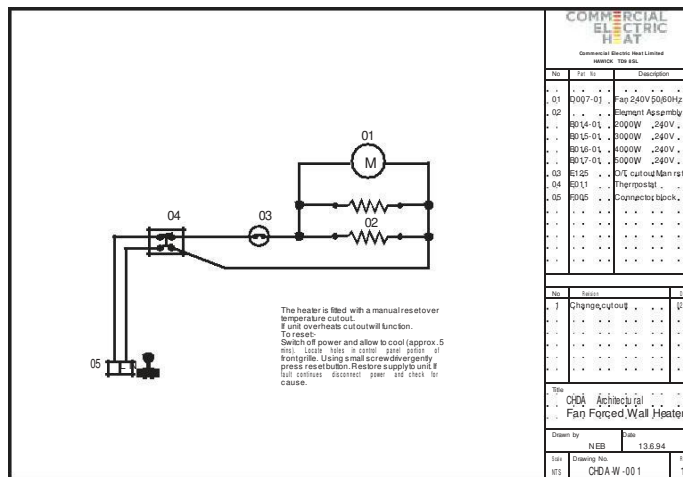 COMMERCIAL
ELECTRIC
HEAT
Commercial Electric Heat Limited
HAWICK TD9 8SL
No Part No Description
01 D007-01 Fan 240V 50/60Hz
02 Element Assembly
B014-01 2000W 240V
B015-01 3000W 240V
B016-01 4000W 240V
B017-01 5000W 240V
03 E125 O/T cutout Man rst
04 E011 Thermostat
05 F005 Connector block
01
M
02
03
04
05
L N
The heater is fitted with a manual reset over
temperature cutout.
If unit overheats cutout will function.
To reset:-
Switch off power and allow to cool (approx. 5
mins). Locate holes in control panel portion of
front grille. Using small screwdriver gently
press reset button. Restore supply to unit. If
fault continues disconnect power and check for
cause.
No Revision
1 Change cutout
Title
CHDA Architectural
Fan Forced Wall Heater
Drawn by Date
NEB 13.6.94
Scale Drawing No.
NTS CHDA-W-001